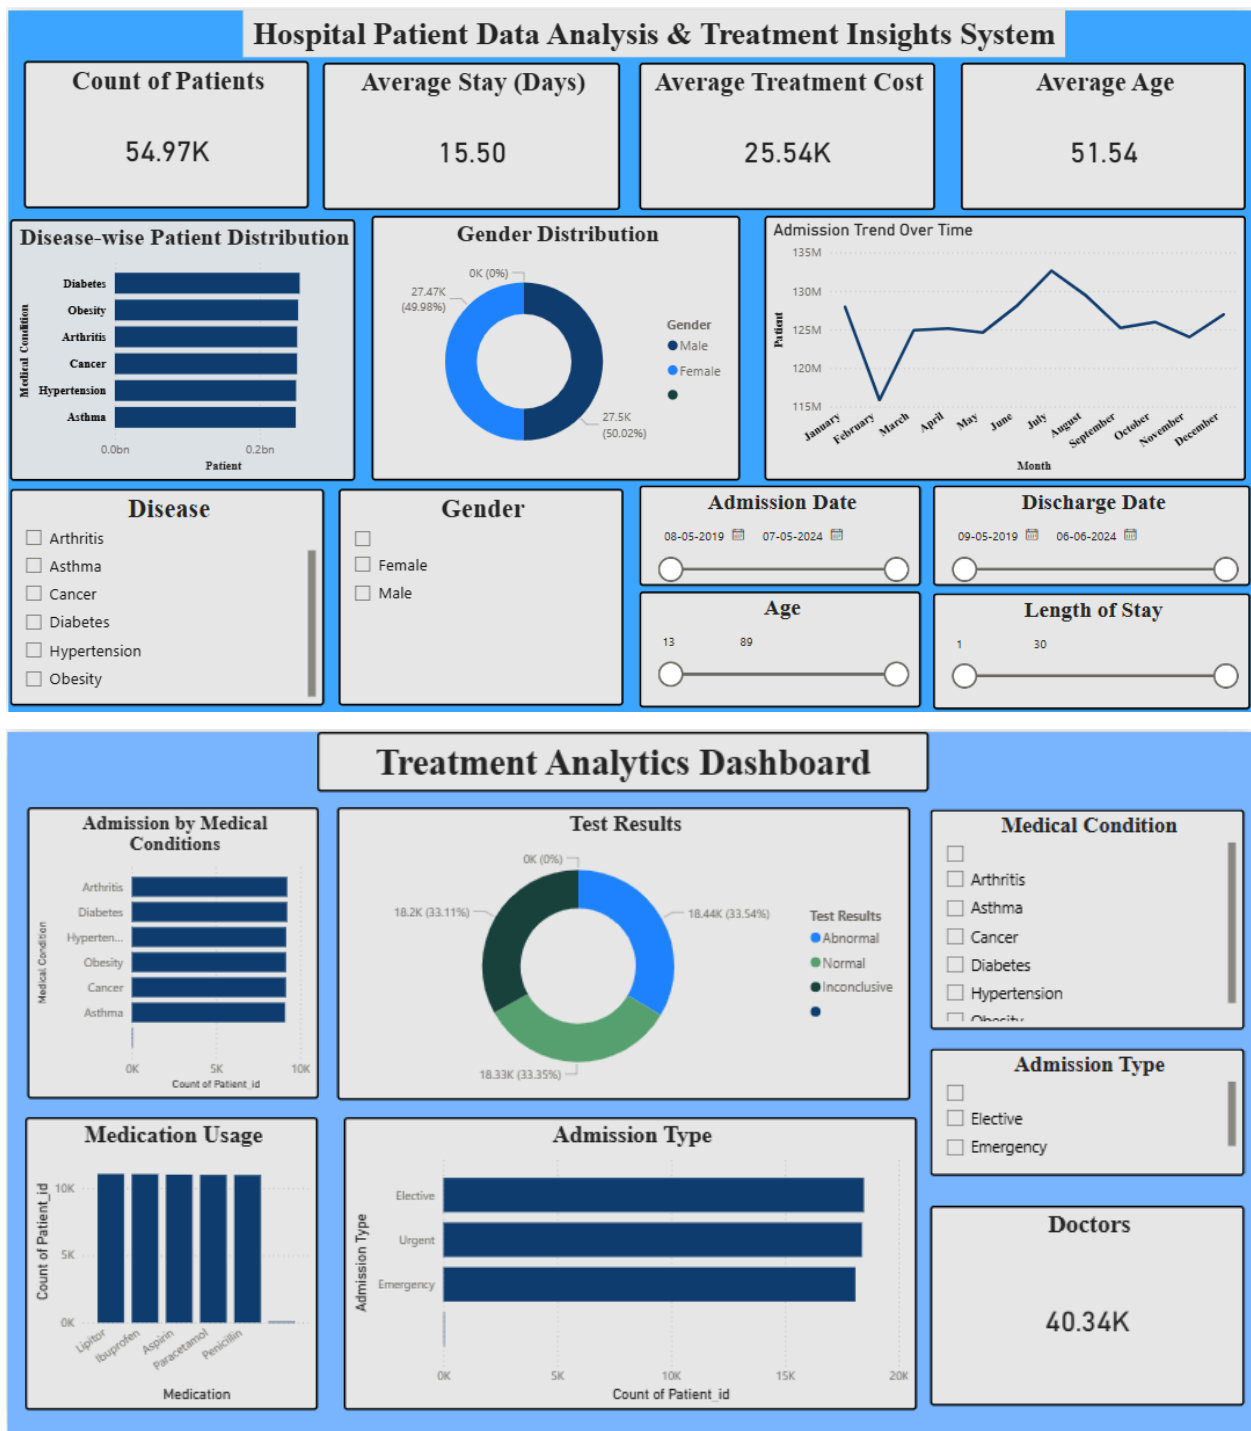 Hospital Patient Data Analysis & Treatment Insights System
Count of Patients
54.97K
Average Stay (Days)
15.50
Average Treatment Cost
25.54K
Average Age
51.54
Disease-wise Patient Distribution
Medical Condition
Diabetes
Obesity
Arthritis
Cancer
Hypertension
Asthma
0.0bn
0.2bn
Patient
Gender Distribution
0K (0%)
27.47K
(49.98%)
27.5K
(50.02%)
Gender
Male
Female
Admission Trend Over Time
Patient
135M
130M
125M
120M
115M
January
February
March
April
May
June
July
August
September
October
November
December
Month
Disease
Arthritis
Asthma
Cancer
Diabetes
Hypertension
Obesity
Gender
Female
Male
Admission Date
08-05-2019
07-05-2024
Discharge Date
09-05-2019
06-06-2024
Age
13
89
Length of Stay
1
30
Treatment Analytics Dashboard
Admission by Medical
Conditions
Medical Condition
Arthritis
Diabetes
Hyperten...
Obesity
Cancer
Asthma
0K
5K
10K
Count of Patient_id
Test Results
0K (0%)
18.2K (33.11%)
18.44K (33.54%)
18.33K (33.35%)
Test Results
Abnormal
Normal
Inconclusive
Medical Condition
Arthritis
Asthma
Cancer
Diabetes
Hypertension
Obesity
Admission Type
Elective
Emergency
Medication Usage
Count of Patient_id
10K
5K
0K
Lipitor
Ibuprofen
Aspirin
Paracetamol
Penicillin
Medication
Admission Type
Admission Type
Elective
Urgent
Emergency
0K
5K
10K
15K
20K
Count of Patient_id
Doctors
40.34K